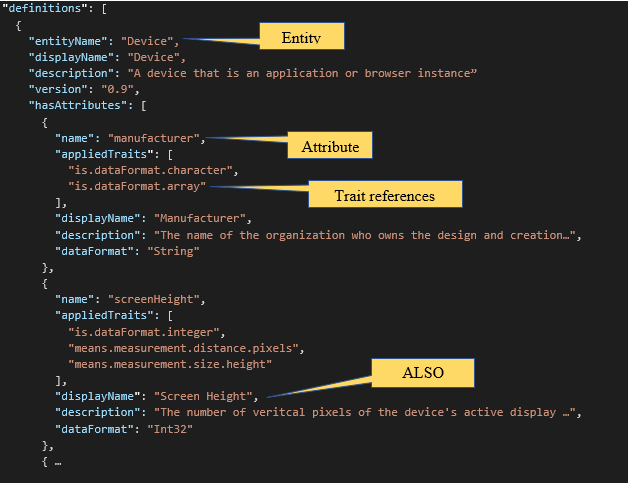 "definitions": [
{
"entityName": "Device",
Entity
"displayName": "Device",
"description": "A device that is an application or browser instance”
"version": "0.9",
"hasAttributes": [
{
"name": "manufacturer",
Attribute
"appliedTraits": [
"is.dataFormat.character",
"is.dataFormat.array"
Trait references
],
"displayName": "Manufacturer",
"description": "The name of the organization who owns the design and creation…",
"dataFormat": "String"
},
{
"name": "screenHeight",
"appliedTraits": [
"is.dataFormat.integer",
"means.measurement.distance.pixels",
"means.measurement.size.height"
ALSO
],
"displayName": "Screen Height",
"description": "The number of veritcal pixels of the device's active display …",
"dataFormat": "Int32"
},
{ …